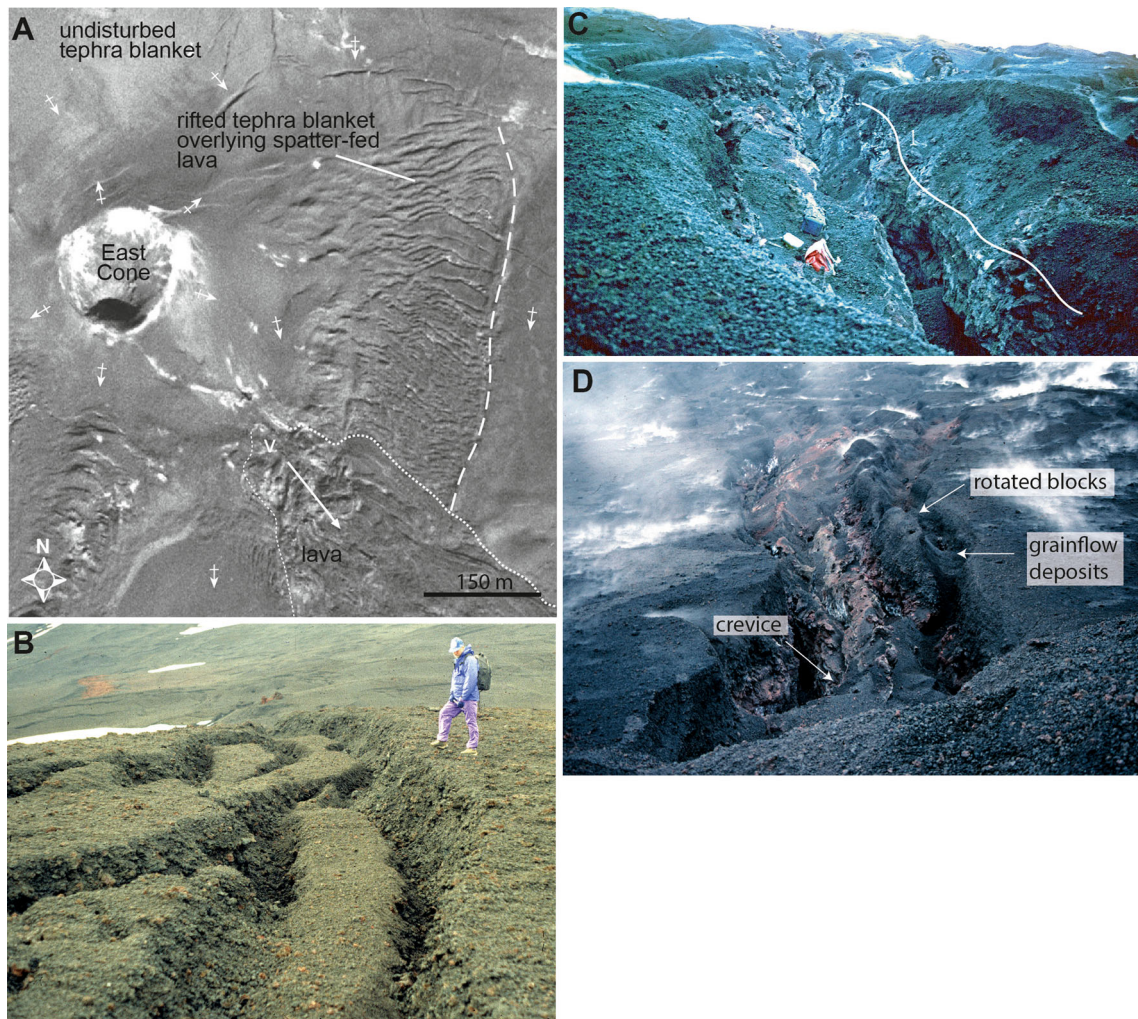 A
undisturbed
tephra blanket
rifted tephra blanket
overlying spatter-fed
lava
East
Cone
V
lava
N
150 m
B
C
D
rotated blocks
grainflow
deposits
crevice